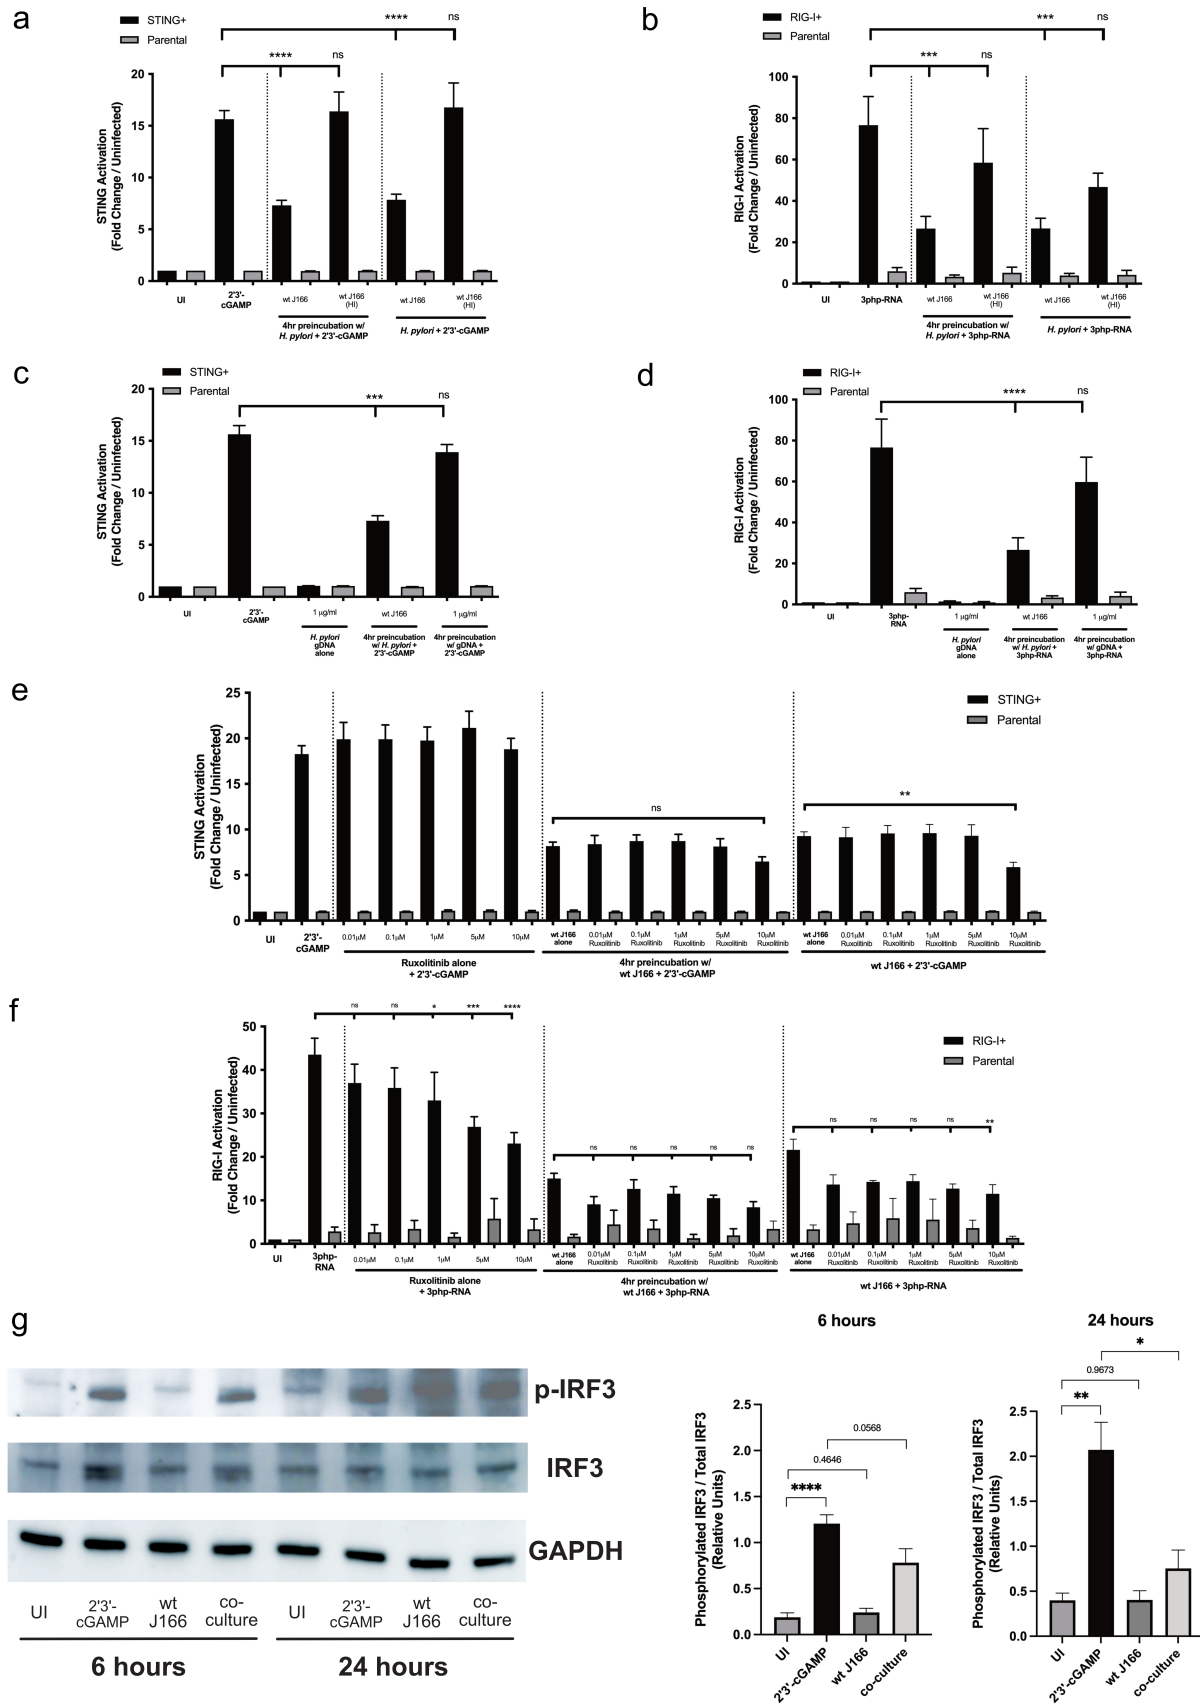 a
STING+
Parental
****
ns
****
ns
STING Activation
(Fold Change / Uninfected)
20
15
10
5
0
UI
2'3'-
cGAMP
wt J166
wt J166
(HI)
wt J166
wt J166
(HI)
4hr preincubation w/
H. pylori + 2'3'-cGAMP
H. pylori + 2'3'-cGAMP
b
RIG-I+
Parental
***
ns
***
ns
RIG-I Activation
(Fold Change / Uninfected)
100
80
60
40
20
0
UI
3php-RNA
wt J166
wt J166
(HI)
wt J166
wt J166
(HI)
4hr preincubation w/
H. pylori + 3php-RNA
H. pylori + 3php-RNA
c
STING+
Parental
***
ns
STING Activation
(Fold Change / Uninfected)
20
15
10
5
0
UI
2'3'-
cGAMP
1 µg/ml
wt J166
1 µg/ml
H. pylori
gDNA
alone
4hr preincubation
w/ H. pylori +
2'3'-cGAMP
4hr preincubation
w/ gDNA +
2'3'-cGAMP
d
RIG-I+
Parental
****
ns
RIG-I Activation
(Fold Change / Uninfected)
100
80
60
40
20
0
UI
3php-
RNA
1 µg/ml
wt J166
1 µg/ml
H. pylori
gDNA
alone
4hr preincubation
w/ H. pylori +
3php-RNA
4hr preincubation
w/ gDNA +
3php-RNA
e
STING+
Parental
ns
**
STING Activation
(Fold Change / Uninfected)
25
20
15
10
5
0
UI
2'3'-
cGAMP
0.01µM
0.1µM
1µM
5µM
10µM
wt J166
alone
0.01µM
Ruxolitinib
0.1µM
Ruxolitinib
1µM
Ruxolitinib
5µM
Ruxolitinib
10µM
Ruxolitinib
wt J166
alone
0.01µM
Ruxolitinib
0.1µM
Ruxolitinib
1µM
Ruxolitinib
5µM
Ruxolitinib
10µM
Ruxolitinib
Ruxolitinib alone
+ 2'3'-cGAMP
4hr preincubation w/
wt J166 + 2'3'-cGAMP
wt J166 + 2'3'-cGAMP
f
ns
ns
*
***
****
RIG-I+
Parental
ns
ns
ns
ns
ns
ns
ns
ns
ns
**
RIG-I Activation
(Fold Change / Uninfected)
50
40
30
20
10
0
UI
3php-
RNA
0.01µM
0.1µM
1µM
5µM
10µM
wt J166
alone
0.01µM
Ruxolitinib
0.1µM
Ruxolitinib
1µM
Ruxolitinib
5µM
Ruxolitinib
10µM
Ruxolitinib
wt J166
alone
0.01µM
Ruxolitinib
0.1µM
Ruxolitinib
1µM
Ruxolitinib
5µM
Ruxolitinib
10µM
Ruxolitinib
Ruxolitinib alone
+ 3php-RNA
4hr preincubation w/
wt J166 + 3php-RNA
wt J166 + 3php-RNA
g
p-IRF3
IRF3
GAPDH
UI
2'3'-
cGAMP
wt
J166
co-
culture
UI
2'3'-
cGAMP
wt
J166
co-
culture
6 hours
24 hours
6 hours
0.0568
0.4646
****
Phosphorylated IRF3 / Total IRF3
(Relative Units)
2.5
2.0
1.5
1.0
0.5
0.0
UI
2'3'-cGAMP
wt J166
co-culture
24 hours
*
0.9673
**
Phosphorylated IRF3 / Total IRF3
(Relative Units)
2.5
2.0
1.5
1.0
0.5
0.0
UI
2'3'-cGAMP
wt J166
co-culture